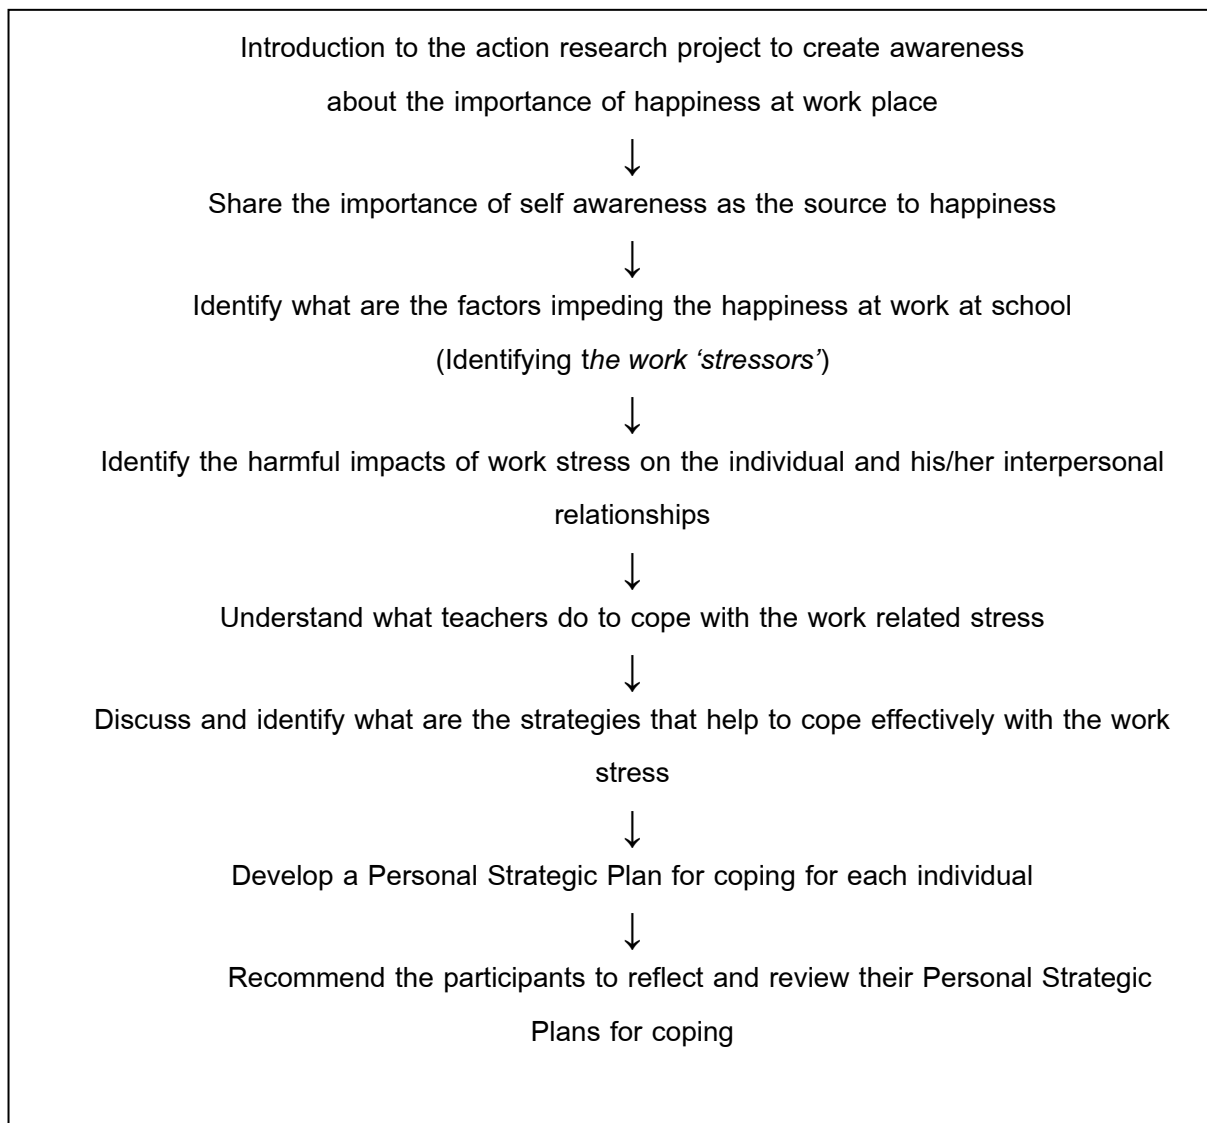 Introduction to the action research project to create awareness
about the importance of happiness at work place
↓
Share the importance of self awareness as the source to happiness
↓
Identify what are the factors impeding the happiness at work at school
(Identifying the work ‘stressors’)
↓
Identify the harmful impacts of work stress on the individual and his/her interpersonal
relationships
↓
Understand what teachers do to cope with the work related stress
↓
Discuss and identify what are the strategies that help to cope effectively with the work
stress
↓
Develop a Personal Strategic Plan for coping for each individual
↓
Recommend the participants to reflect and review their Personal Strategic
Plans for coping